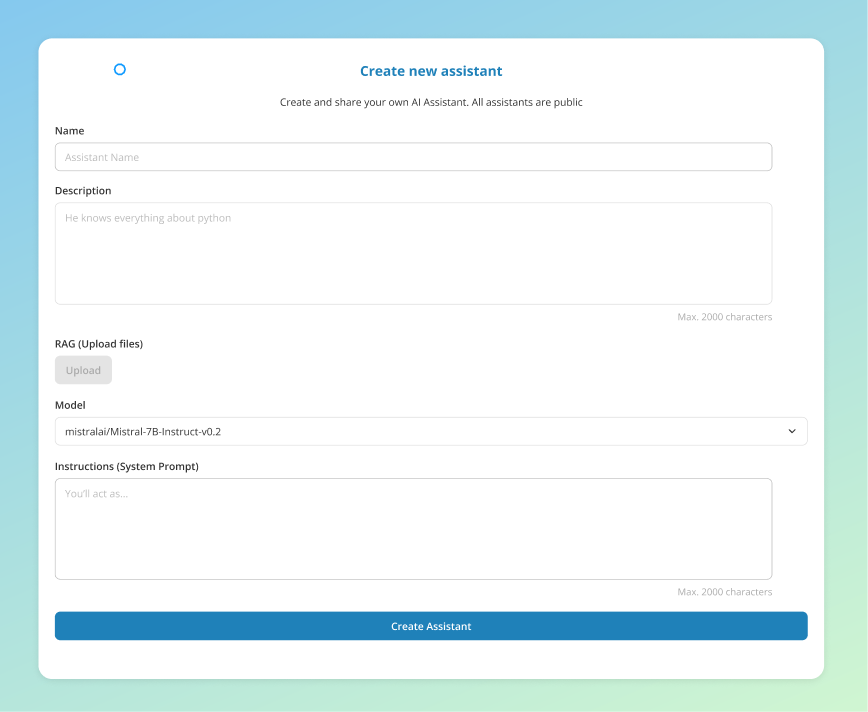 Create new assistant
Create and share your own AI Assistant. All assistants are public
Name
Assistant Name
Description
He knows everything about python
Max. 2000 characters
RAG (Upload files)
Upload
Model
mistralai/Mistral-7B-Instruct-v0.2
Instructions (System Prompt)
You'll act as...
Max. 2000 characters
Create Assistant